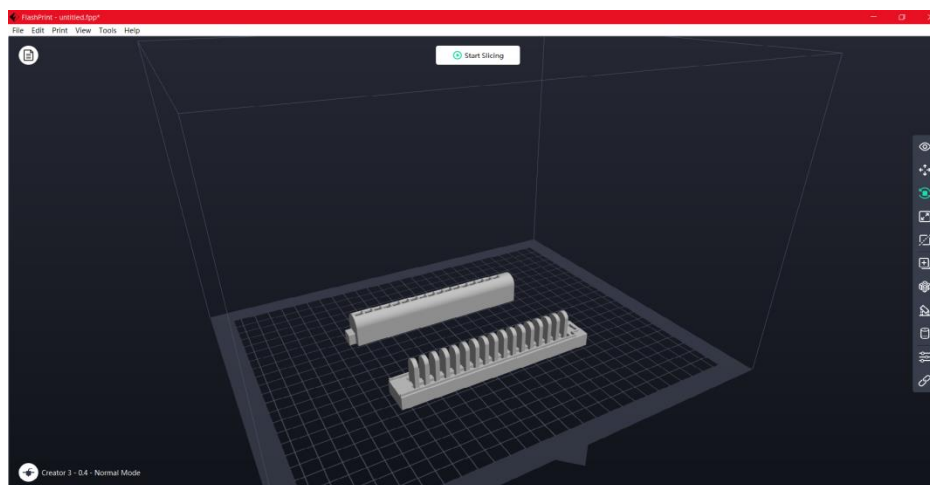 FlashPrint - untitled.fpp*
File Edit Print View Tools Help
Start Slicing
Creator 3 - 0.4 - Normal Mode